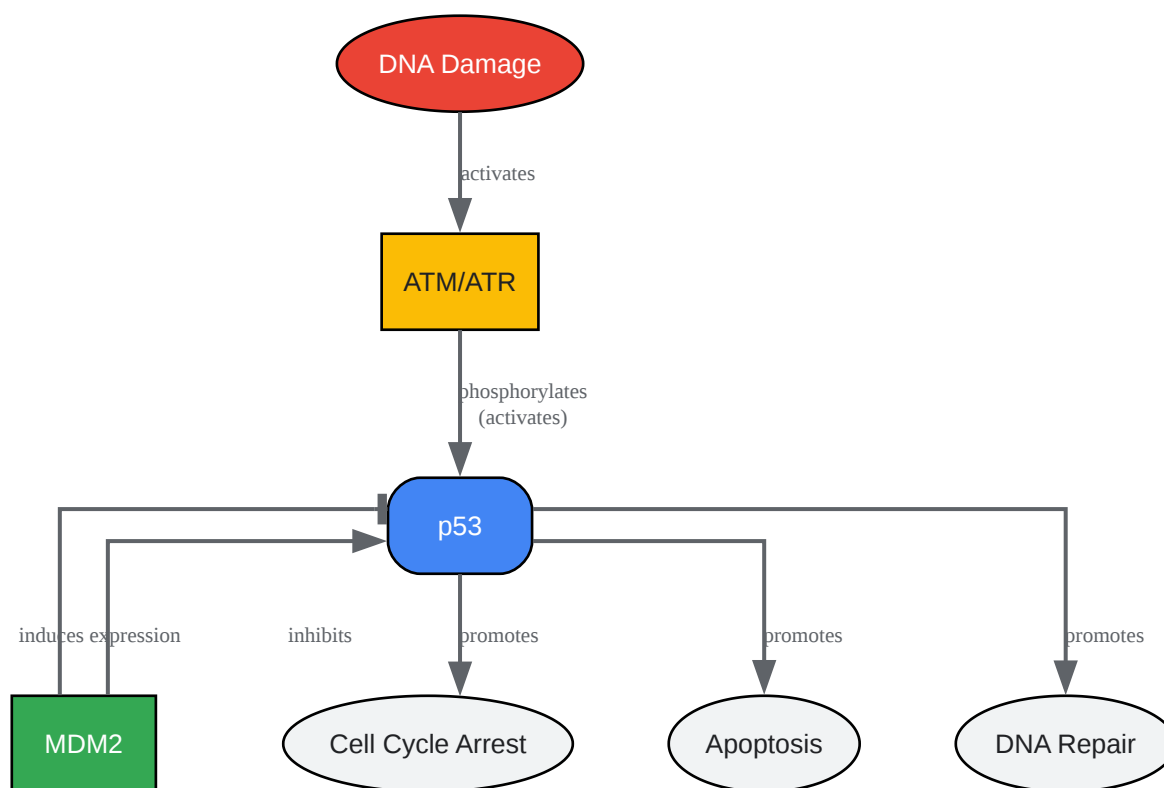 DNA Damage
activates
ATM/ATR
phosphorylates
(activates)
p53
induces expression
inhibits
promotes
promotes
promotes
MDM2
Cell Cycle Arrest
Apoptosis
DNA Repair